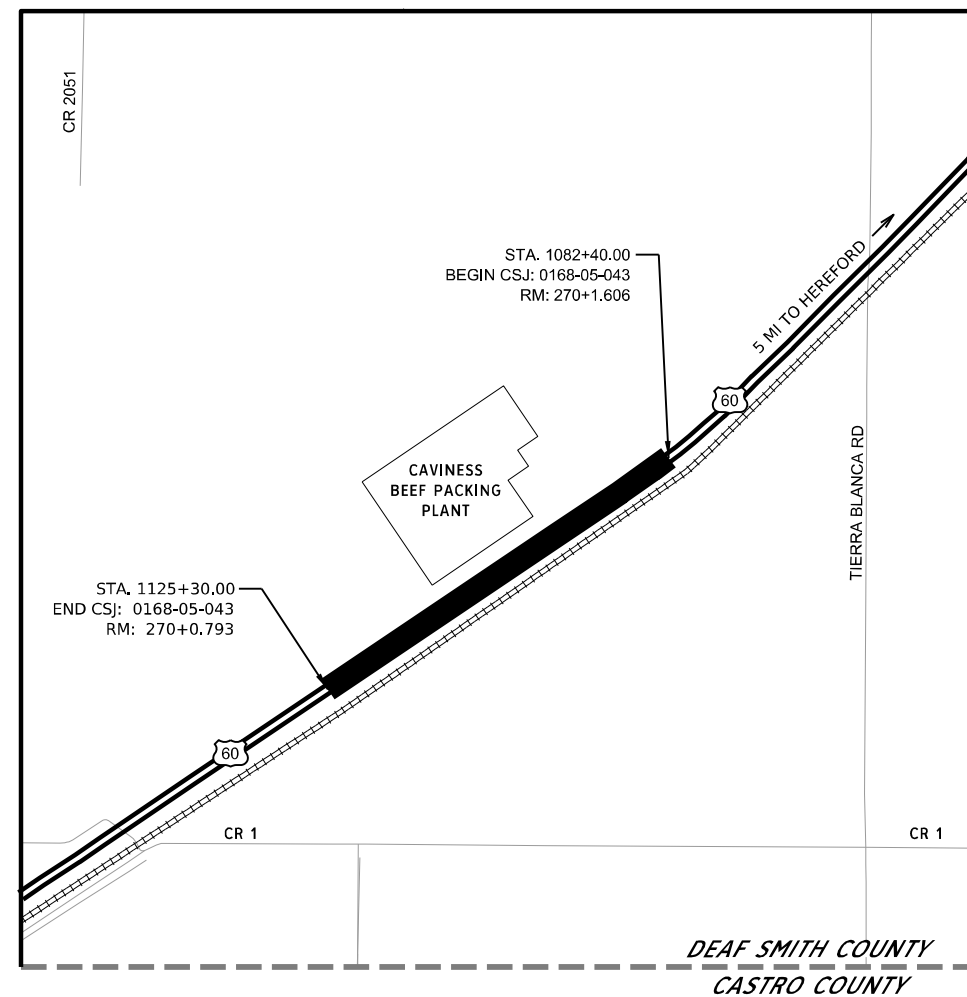 CR 2051
STA. 1082+40.00
BEGIN CSJ: 0168-05-043
RM: 270+1.606
5 MI TO HEREFORD
60
CAVINESS
BEEF PACKING
PLANT
TIERRA BLANCA RD
STA. 1125+30.00
END CSJ: 0168-05-043
RM: 270+0.793
60
CR 1
CR 1
DEAF SMITH COUNTY
CASTRO COUNTY